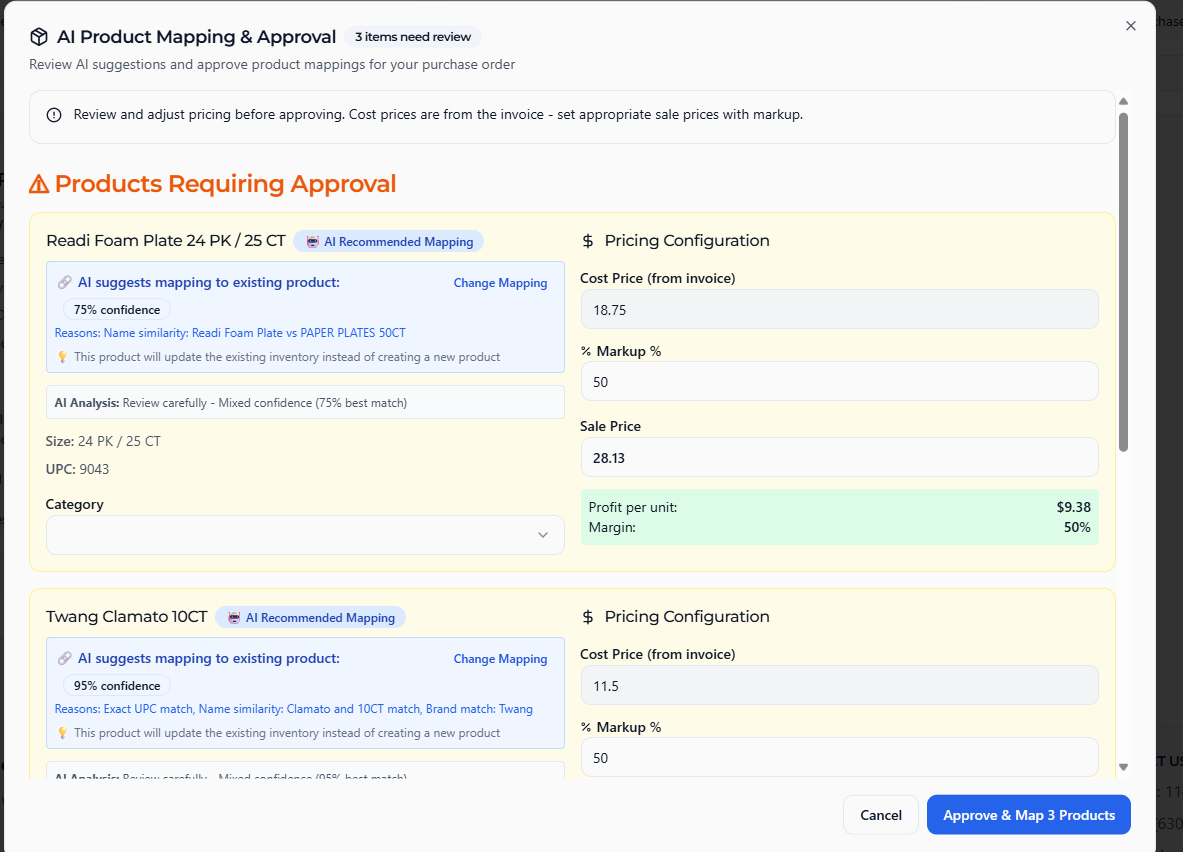 AI Product Mapping & Approval
3 items need review
Review AI suggestions and approve product mappings for your purchase order
Review and adjust pricing before approving. Cost prices are from the invoice - set appropriate sale prices with markup.
Products Requiring Approval
Readi Foam Plate 24 PK / 25 CT
AI Recommended Mapping
AI suggests mapping to existing product:
Change Mapping
75% confidence
Reasons: Name similarity: Readi Foam Plate vs PAPER PLATES 50CT
This product will update the existing inventory instead of creating a new product
AI Analysis: Review carefully - Mixed confidence (75% best match)
Size: 24 PK / 25 CT
UPC: 9043
Category
$ Pricing Configuration
Cost Price (from invoice)
18.75
% Markup %
50
Sale Price
28.13
Profit per unit: $9.38
Margin: 50%
Twang Clamato 10CT
AI Recommended Mapping
AI suggests mapping to existing product:
Change Mapping
95% confidence
Reasons: Exact UPC match, Name similarity: Clamato and 10CT match, Brand match: Twang
This product will update the existing inventory instead of creating a new product
AI Analysis: Review carefully - Mixed confidence (95% best match)
$ Pricing Configuration
Cost Price (from invoice)
11.5
% Markup %
50
Cancel
Approve & Map 3 Products